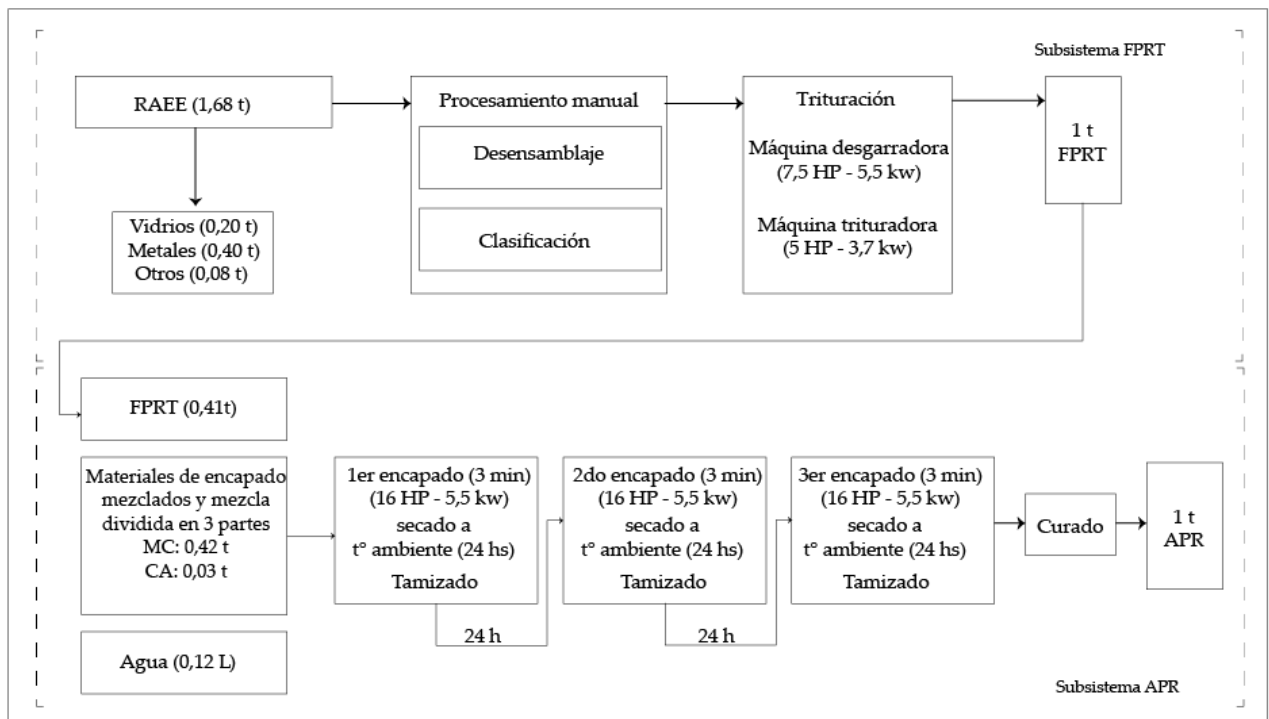 Subsistema FPRT
RAEE (1,68 t)
Vidrios (0,20 t)
Metales (0,40 t)
Otros (0,08 t)
Procesamiento manual
Desensamblaje
Clasificación
Trituración
Máquina desgarradora
(7,5 HP - 5,5 kw)
Máquina trituradora
(5 HP - 3,7 kw)
1 t
FPRT
FPRT (0,41t)
Materiales de encapado
mezclados y mezcla
dividida en 3 partes
MC: 0,42 t
CA: 0,03 t
Agua (0,12 L)
1er encapado (3 min)
(16 HP - 5,5 kw)
secado a
t° ambiente (24 hs)
Tamizado
24 h
2do encapado (3 min)
(16 HP - 5,5 kw)
secado a
t° ambiente (24 hs)
Tamizado
24 h
3er encapado (3 min)
(16 HP - 5,5 kw)
secado a
t° ambiente (24 hs)
Tamizado
Curado
1 t
APR
Subsistema APR